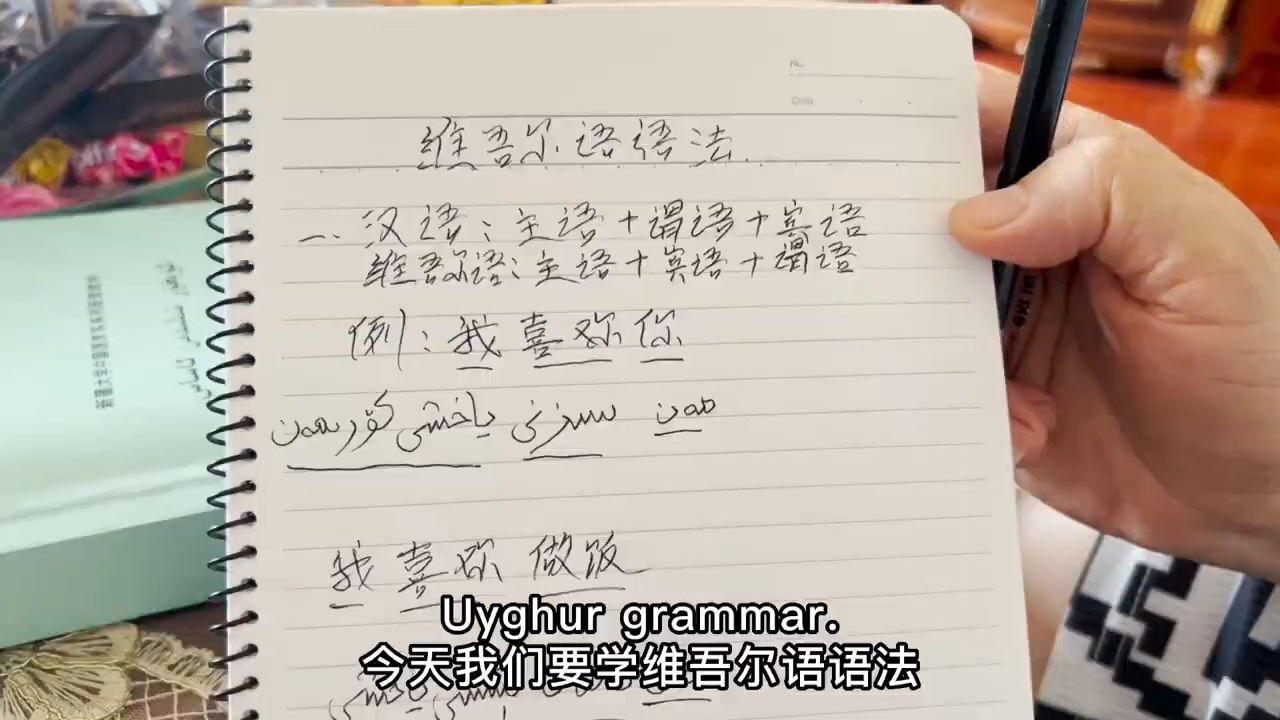 No.
Date
维吾尔语语法
一. 汉语: 主语+谓语+宾语
维吾尔语: 主语+宾语+谓语
例: 我喜欢你
مەن سىزنى ياخشى كۆرىمەن
我喜欢做饭
Uyghur grammar.
今天我们要学维吾尔语语法